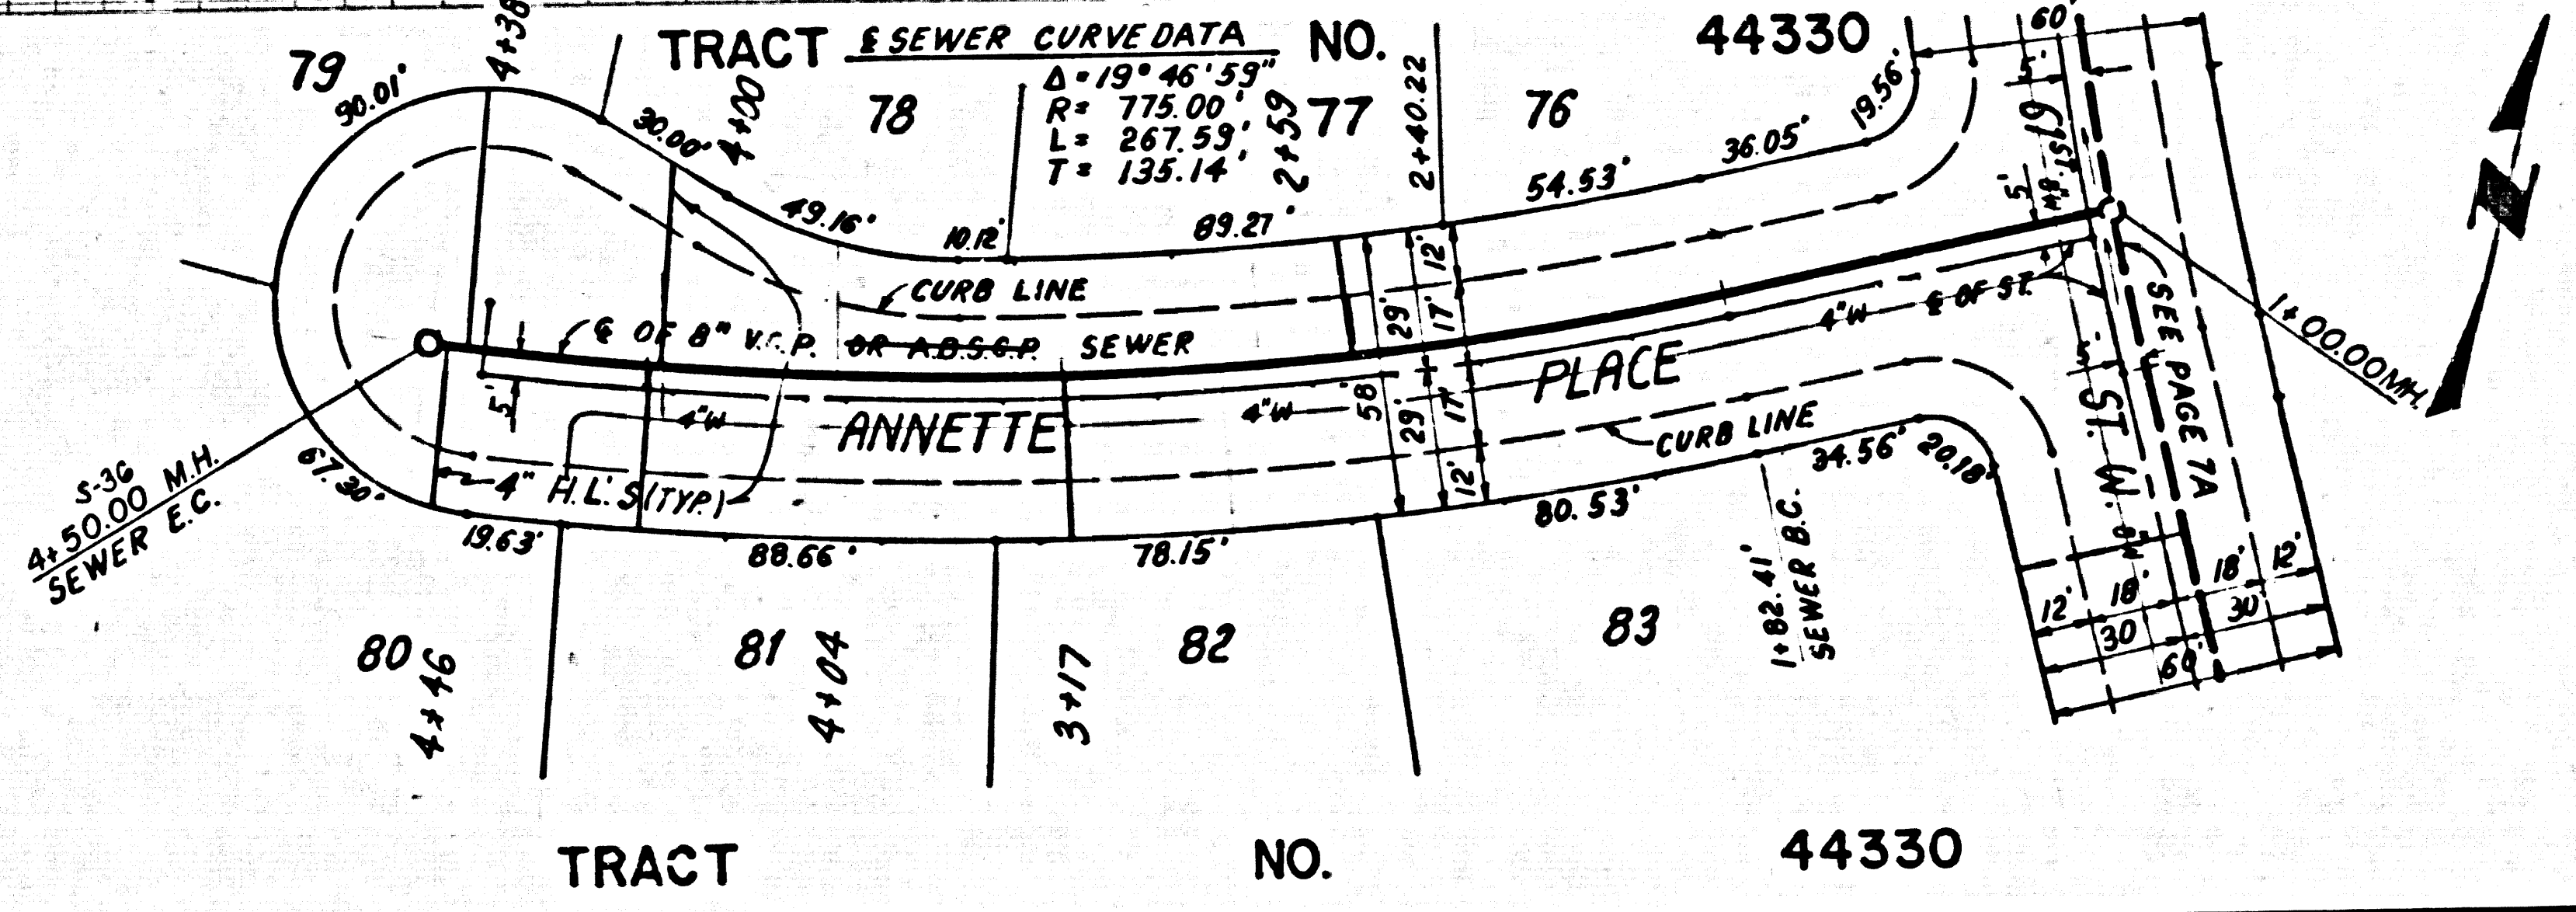 TRACT ℄ SEWER CURVE DATA NO. 44330
Δ = 19° 46' 59"
R = 775.00'
L = 267.59'
T = 135.14'
79
78
77
76
4+38
4+00
2+59
2+40.22
90.01'
30.00'
49.16'
10.12'
89.27'
54.53'
36.05'
19.56'
60'
5'
61ST.
8"W
5'
CURB LINE
℄ OF 8" V.C.P. OR A.B.S.C.P. SEWER
5'
4"W
ANNETTE
4"W
PLACE
4"W
℄ OF ST.
12'
17'
29'
58'
29'
17'
12'
CURB LINE
4" H.L.'S (TYP.)
SEE PAGE 7A
1+00.00 M.H.
5'
ST. W.
8"W
S-36
4+50.00 M.H.
SEWER E.C.
67.30'
19.63'
88.66'
78.15'
80.53'
34.56'
20.18'
1+82.41'
SEWER B.C.
12'
18'
18'
12'
30
30'
60'
80
4+46
81
4+04
3+17
82
83
N
TRACT NO. 44330